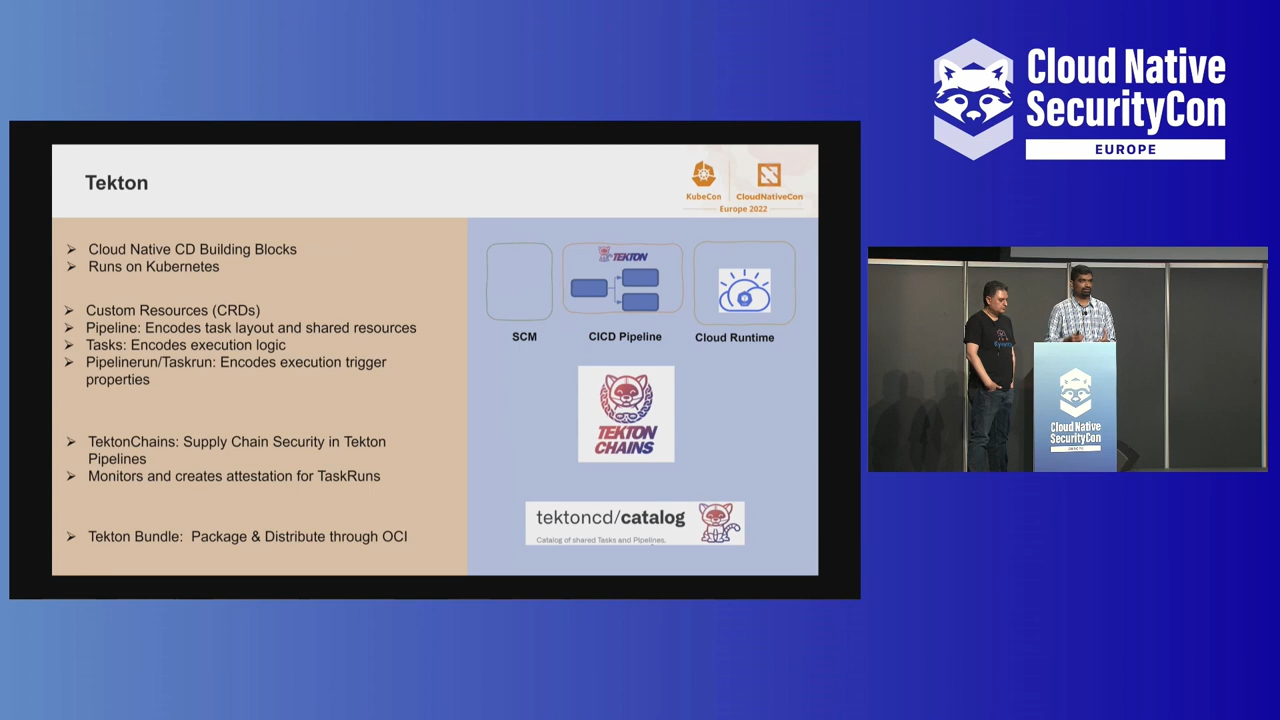 Cloud Native
SecurityCon
EUROPE
Tekton
KubeCon
CloudNativeCon
Europe 2022
➢ Cloud Native CD Building Blocks
➢ Runs on Kubernetes
➢ Custom Resources (CRDs)
➢ Pipeline: Encodes task layout and shared resources
➢ Tasks: Encodes execution logic
➢ Pipelinerun/Taskrun: Encodes execution trigger
properties
➢ TektonChains: Supply Chain Security in Tekton
Pipelines
➢ Monitors and creates attestation for TaskRuns
➢ Tekton Bundle: Package & Distribute through OCI
TEKTON
SCM
CICD Pipeline
Cloud Runtime
TEKTON
CHAINS
tektoncd/catalog
Catalog of shared Tasks and Pipelines.
Cloud Native
SecurityCon